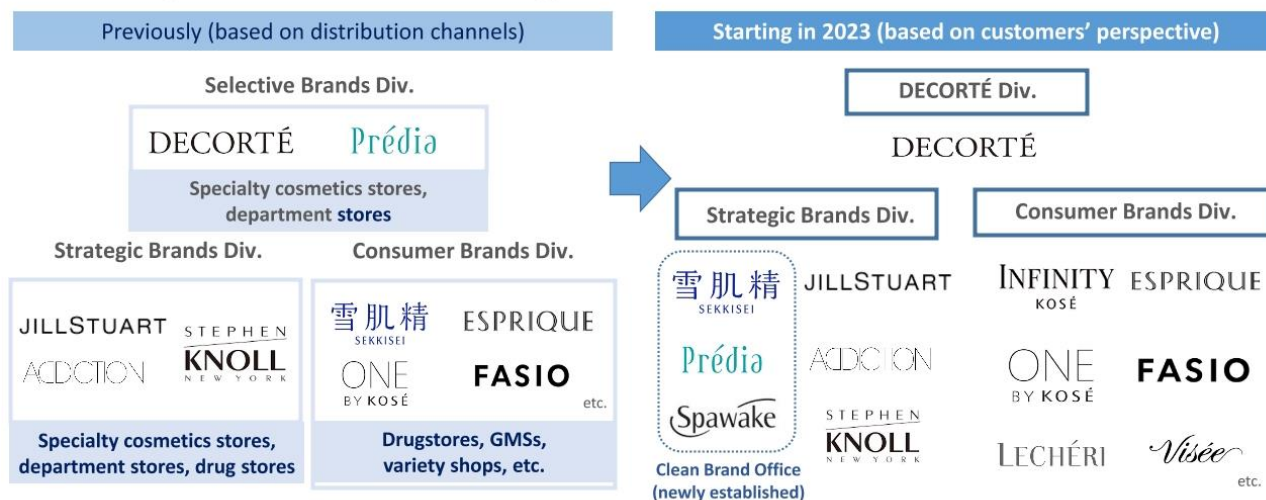 Previously (based on distribution channels)
Selective Brands Div.
DECORTÉ
Prédia
Specialty cosmetics stores,
department stores
Strategic Brands Div.
JILLSTUART
STEPHEN
KNOLL
NEW YORK
ADDICTION
Specialty cosmetics stores,
department stores, drug stores
Consumer Brands Div.
雪肌精
SEKKISEI
ESPRIQUE
ONE
BY KOSÉ
FASIO
etc.
Drugstores, GMSs,
variety shops, etc.
Starting in 2023 (based on customers’ perspective)
DECORTÉ Div.
DECORTÉ
Strategic Brands Div.
雪肌精
SEKKISEI
Prédia
Spawake
Clean Brand Office
(newly established)
JILLSTUART
ADDICTION
STEPHEN
KNOLL
NEW YORK
Consumer Brands Div.
INFINITY
KOSÉ
ESPRIQUE
ONE
BY KOSÉ
FASIO
LECHÉRI
Visée
etc.